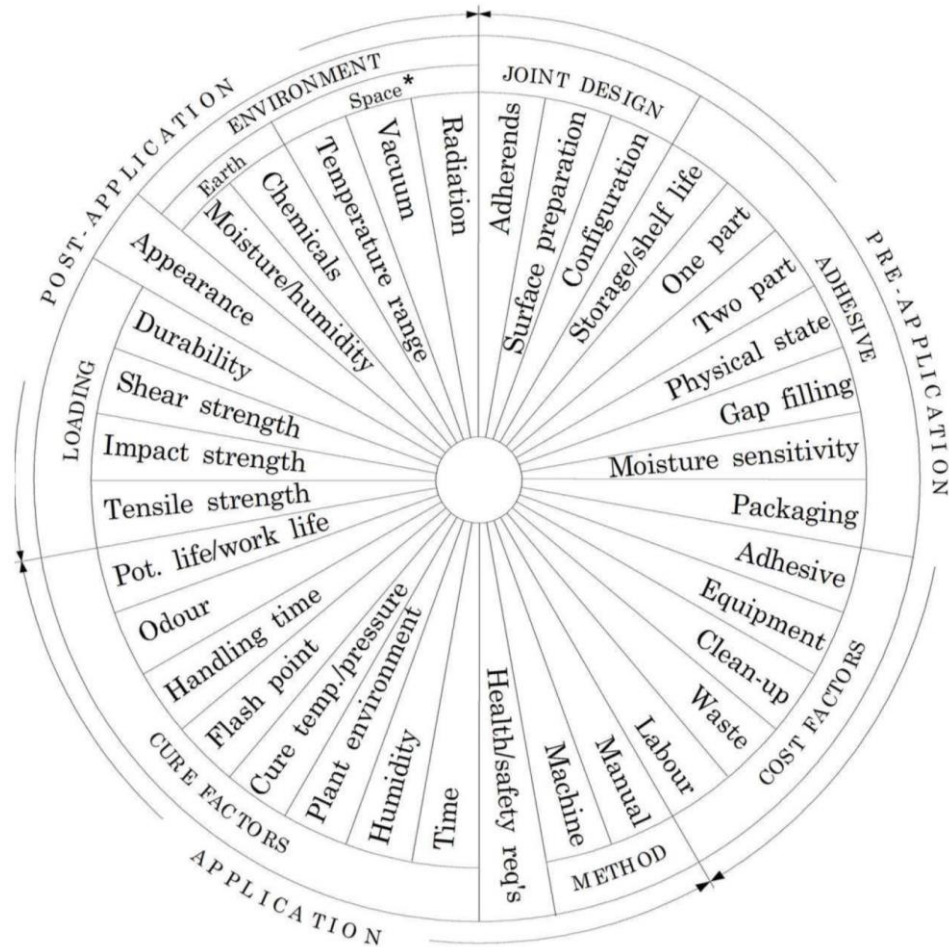 JOINT DESIGN
Adherends
Surface preparation
Configuration
PRE-APPLICATION
ADHESIVE
Storage/shelf life
One part
Two part
Physical state
Gap filling
Moisture sensitivity
Packaging
COST FACTORS
Adhesive
Equipment
Clean-up
Waste
Labour
METHOD
Manual
Machine
Health/safety req's
APPLICATION
CURE FACTORS
Time
Humidity
Plant environment
Cure temp./pressure
Flash point
Handling time
Odour
Pot. life/work life
POST-APPLICATION
LOADING
Tensile strength
Impact strength
Shear strength
Durability
Appearance
ENVIRONMENT
Earth
Moisture/humidity
Chemicals
Space*
Temperature range
Vacuum
Radiation